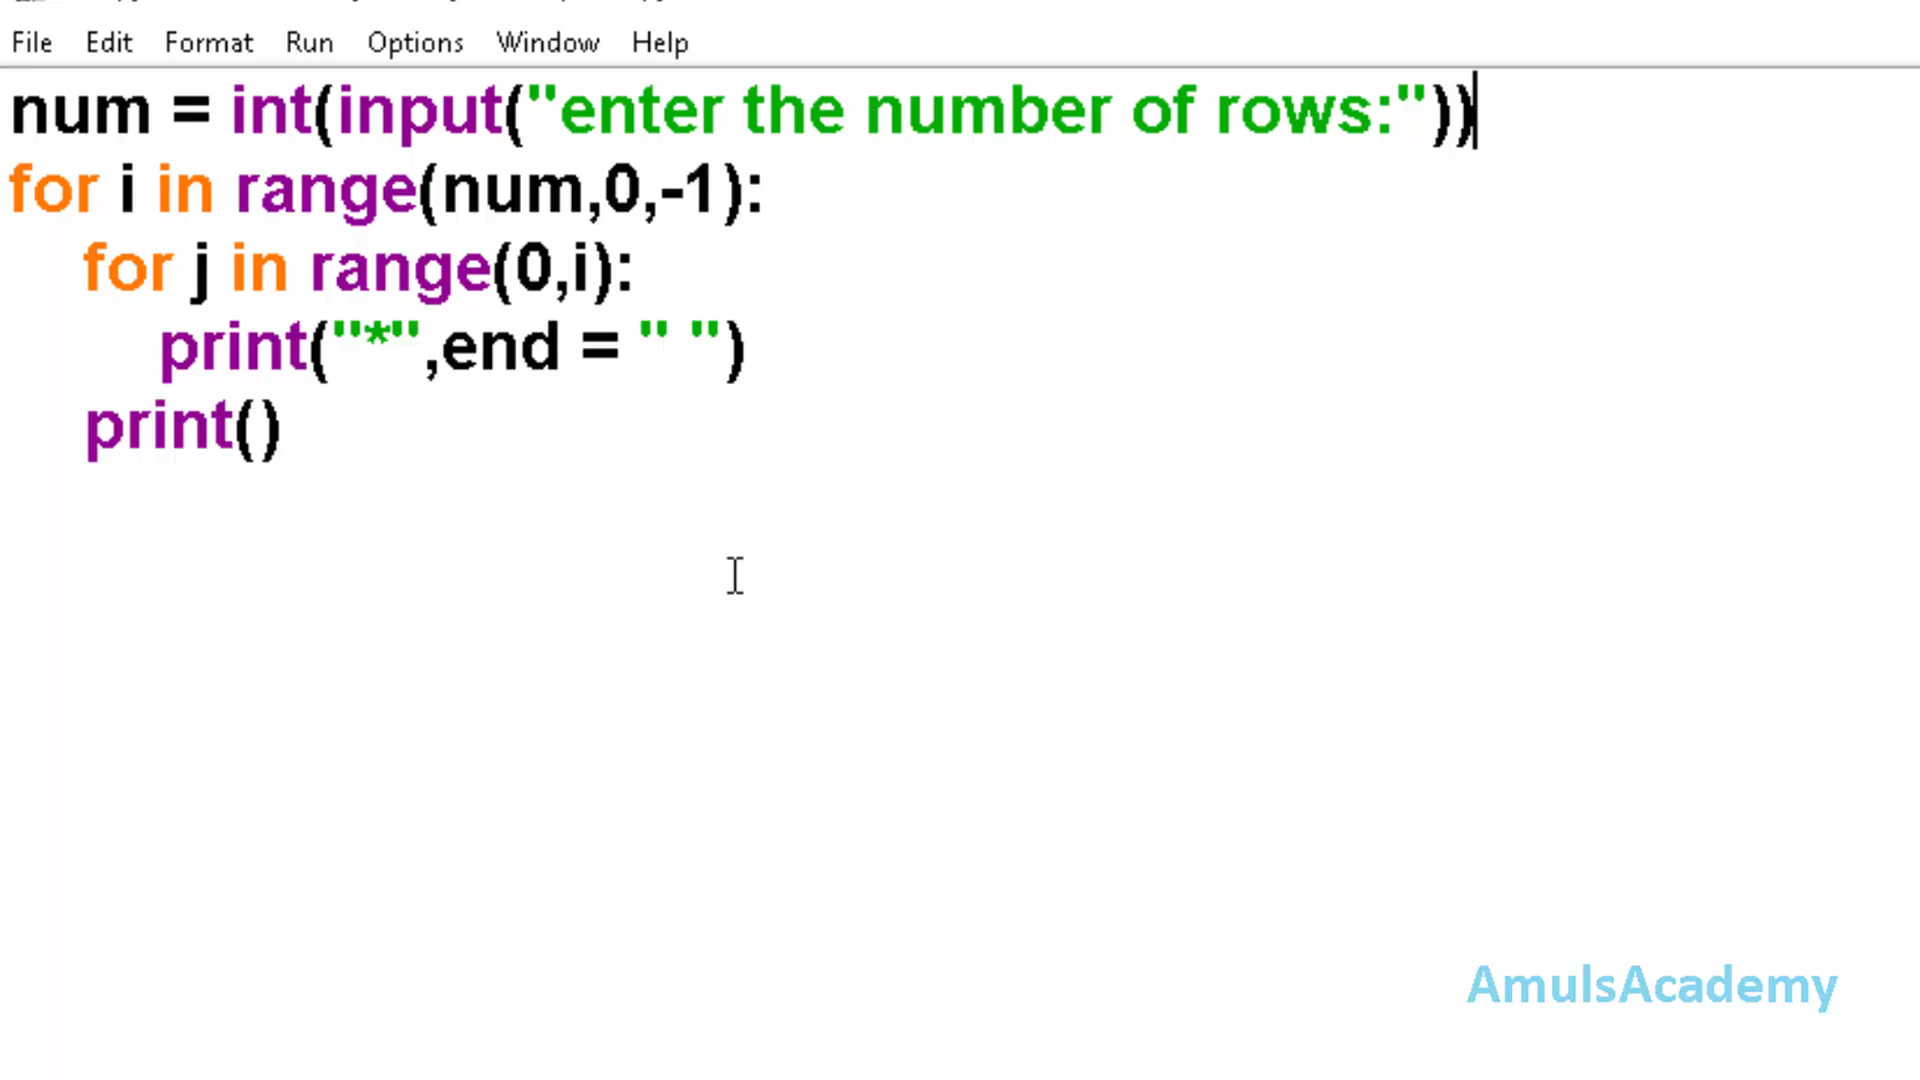 File Edit Format Run Options Window Help
num = int(input("enter the number of rows:"))
for i in range(num,0,-1):
    for j in range(0,i):
        print("*",end = " ")
    print()
AmulsAcademy